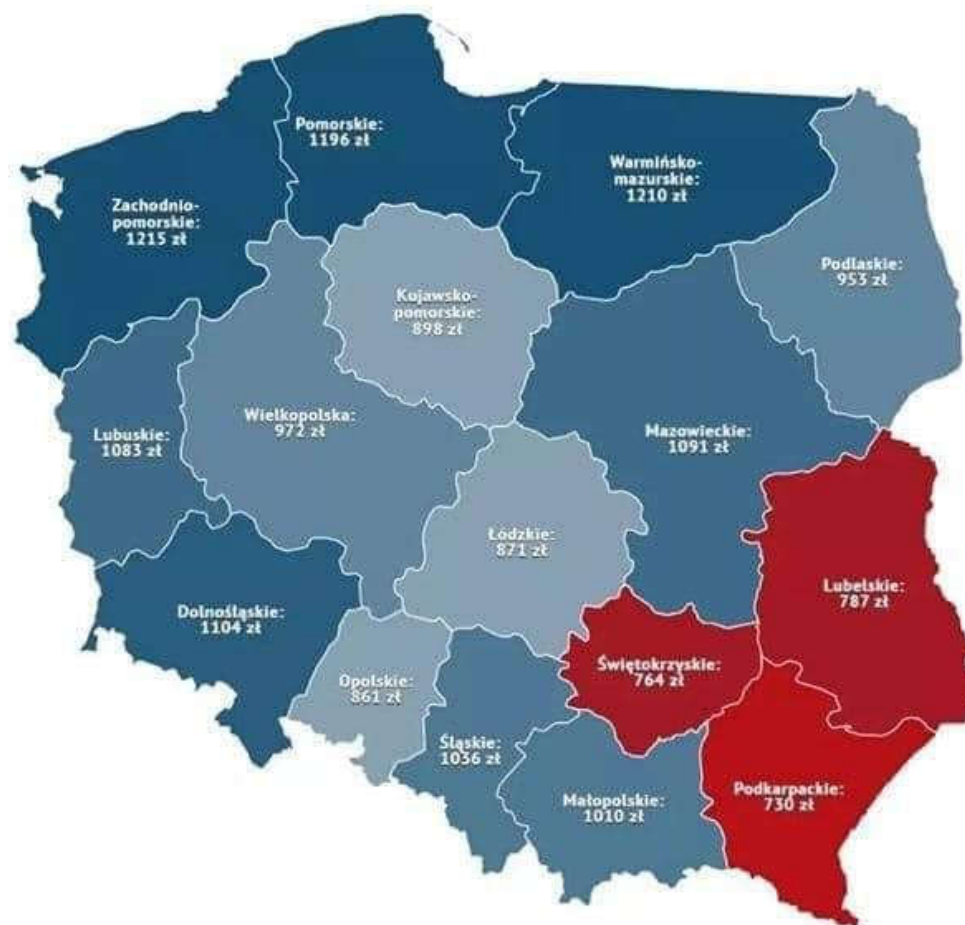 Pomorskie:
1196 zł
Warmińsko-
mazurskie:
1210 zł
Zachodnio-
pomorskie:
1215 zł
Podlaskie:
953 zł
Kujawsko-
pomorskie:
898 zł
Wielkopolska:
972 zł
Lubuskie:
1083 zł
Mazowieckie:
1091 zł
Łódzkie:
871 zł
Lubelskie:
787 zł
Dolnośląskie:
1104 zł
Opolskie:
861 zł
Świętokrzyskie:
764 zł
Śląskie:
1036 zł
Małopolskie:
1010 zł
Podkarpackie:
730 zł